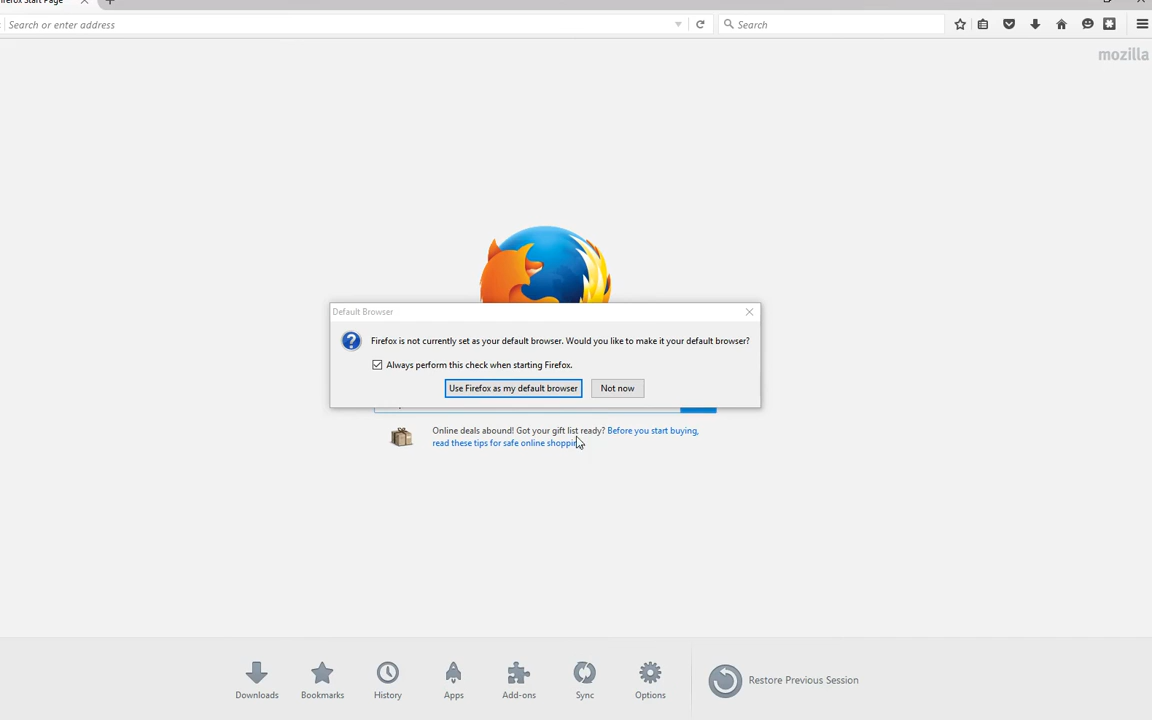 Firefox Start Page
Search or enter address
Search
mozilla
Default Browser
Firefox is not currently set as your default browser. Would you like to make it your default browser?
Always perform this check when starting Firefox.
Use Firefox as my default browser
Not now
Online deals abound! Got your gift list ready? Before you start buying,
read these tips for safe online shopping
Downloads
Bookmarks
History
Apps
Add-ons
Sync
Options
Restore Previous Session